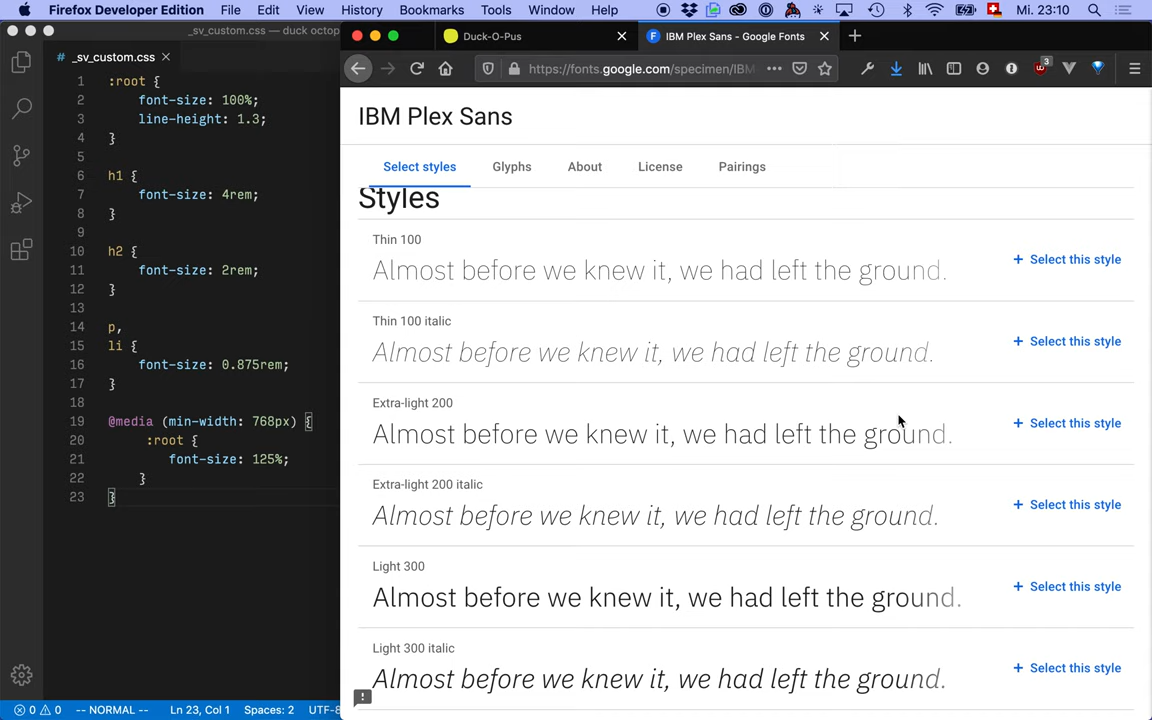 Firefox Developer Edition File Edit View History Bookmarks Tools Window Help Mi. 23:10
_sv_custom.css — duck octop
# _sv_custom.css
1 :root {
2 font-size: 100%;
3 line-height: 1.3;
4 }
5
6 h1 {
7 font-size: 4rem;
8 }
9
10 h2 {
11 font-size: 2rem;
12 }
13
14 p,
15 li {
16 font-size: 0.875rem;
17 }
18
19 @media (min-width: 768px) {
20 :root {
21 font-size: 125%;
22 }
23 }
-- NORMAL -- Ln 23, Col 1 Spaces: 2 UTF-8
0 0
Duck-O-Pus
IBM Plex Sans - Google Fonts
https://fonts.google.com/specimen/IBM
3
IBM Plex Sans
Select styles Glyphs About License Pairings
Styles
Thin 100
Almost before we knew it, we had left the ground.
+ Select this style
Thin 100 italic
Almost before we knew it, we had left the ground.
+ Select this style
Extra-light 200
Almost before we knew it, we had left the ground.
+ Select this style
Extra-light 200 italic
Almost before we knew it, we had left the ground.
+ Select this style
Light 300
Almost before we knew it, we had left the ground.
+ Select this style
Light 300 italic
Almost before we knew it, we had left the ground.
+ Select this style